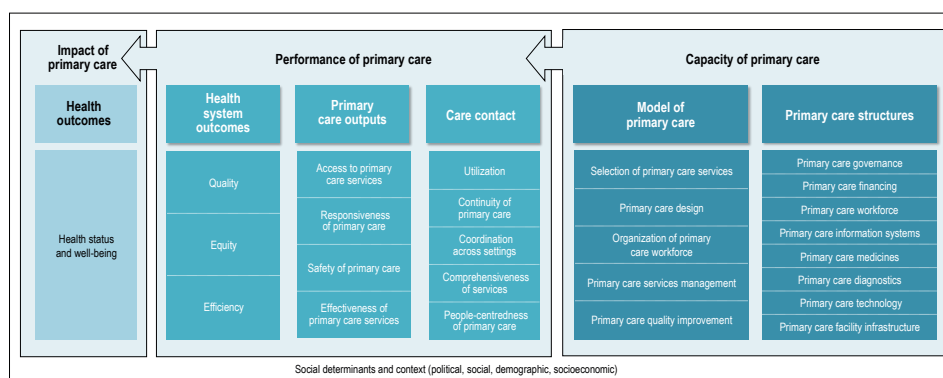 Impact of
primary care
Performance of primary care
Capacity of primary care
Health
outcomes
Health
system
outcomes
Primary
care outputs
Care contact
Model of
primary care
Primary care structures
Health status
and well-being
Quality
Equity
Efficiency
Access to primary
care services
Responsiveness
of primary care
Safety of primary care
Effectiveness of
primary care services
Utilization
Continuity of
primary care
Coordination
across settings
Comprehensiveness
of services
People-centredness
of primary care
Selection of primary care services
Primary care design
Organization of primary
care workforce
Primary care services management
Primary care quality improvement
Primary care governance
Primary care financing
Primary care workforce
Primary care information systems
Primary care medicines
Primary care diagnostics
Primary care technology
Primary care facility infrastructure
Social determinants and context (political, social, demographic, socioeconomic)